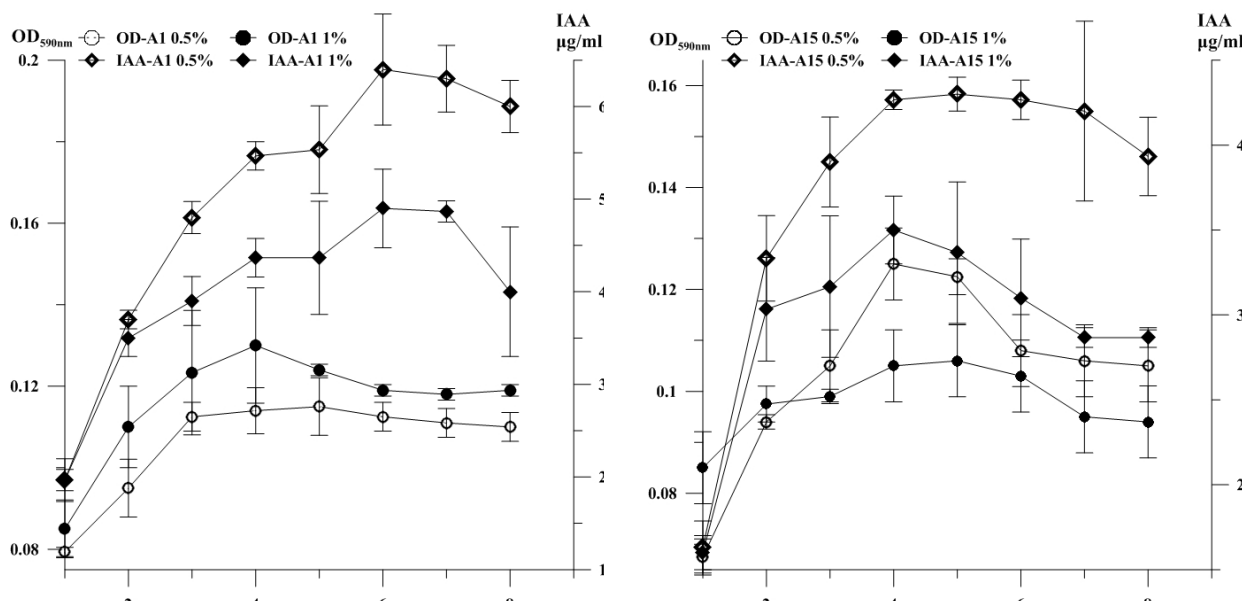 OD590nm
OD-A1 0.5% OD-A1 1%
IAA-A1 0.5% IAA-A1 1%
IAA
µg/ml
0.2
0.16
0.12
0.08
6
5
4
3
2
1
OD590nm
OD-A15 0.5% OD-A15 1%
IAA-A15 0.5% IAA-A15 1%
IAA
µg/ml
0.16
0.14
0.12
0.1
0.08
4
3
2